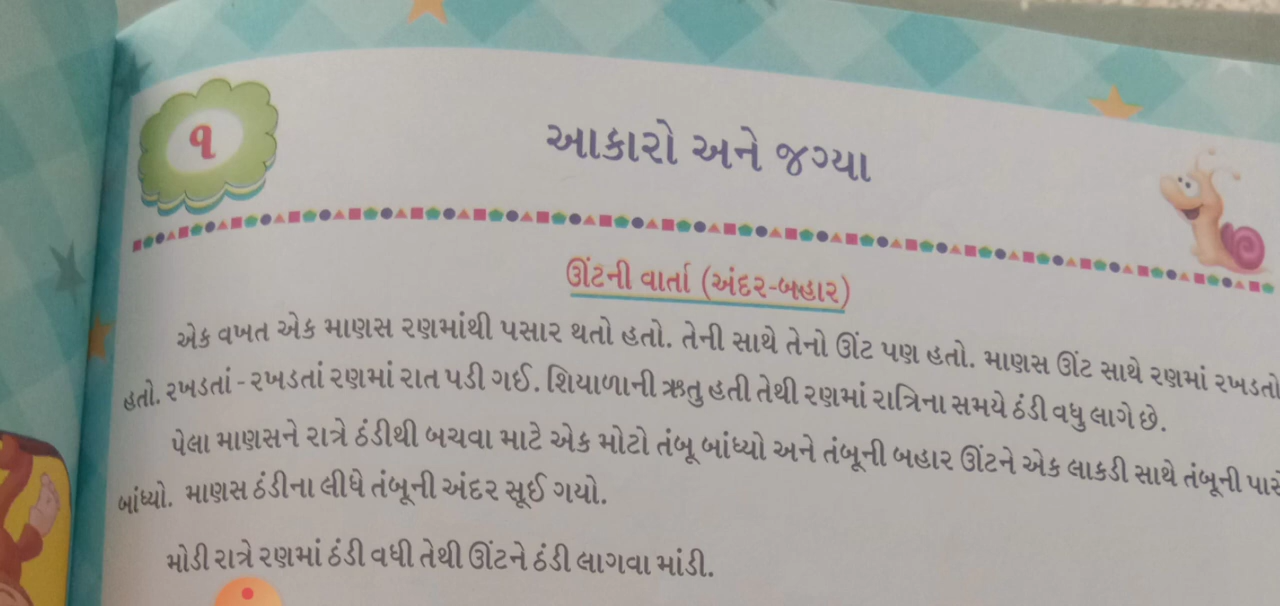 ૧
આકારો અને જગ્યા
ઊંટની વાર્તા (અંદર-બહાર)
એક વખત એક માણસ રણમાંથી પસાર થતો હતો. તેની સાથે તેનો ઊંટ પણ હતો. માણસ ઊંટ સાથે રણમાં રખડતો
હતો. રખડતાં - રખડતાં રણમાં રાત પડી ગઈ. શિયાળાની ઋતુ હતી તેથી રણમાં રાત્રિના સમયે ઠંડી વધુ લાગે છે.
પેલા માણસને રાત્રે ઠંડીથી બચવા માટે એક મોટો તંબૂ બાંધ્યો અને તંબૂની બહાર ઊંટને એક લાકડી સાથે તંબૂની પાસે
બાંધ્યો. માણસ ઠંડીના લીધે તંબૂની અંદર સૂઈ ગયો.
મોડી રાત્રે રણમાં ઠંડી વધી તેથી ઊંટને ઠંડી લાગવા માંડી.